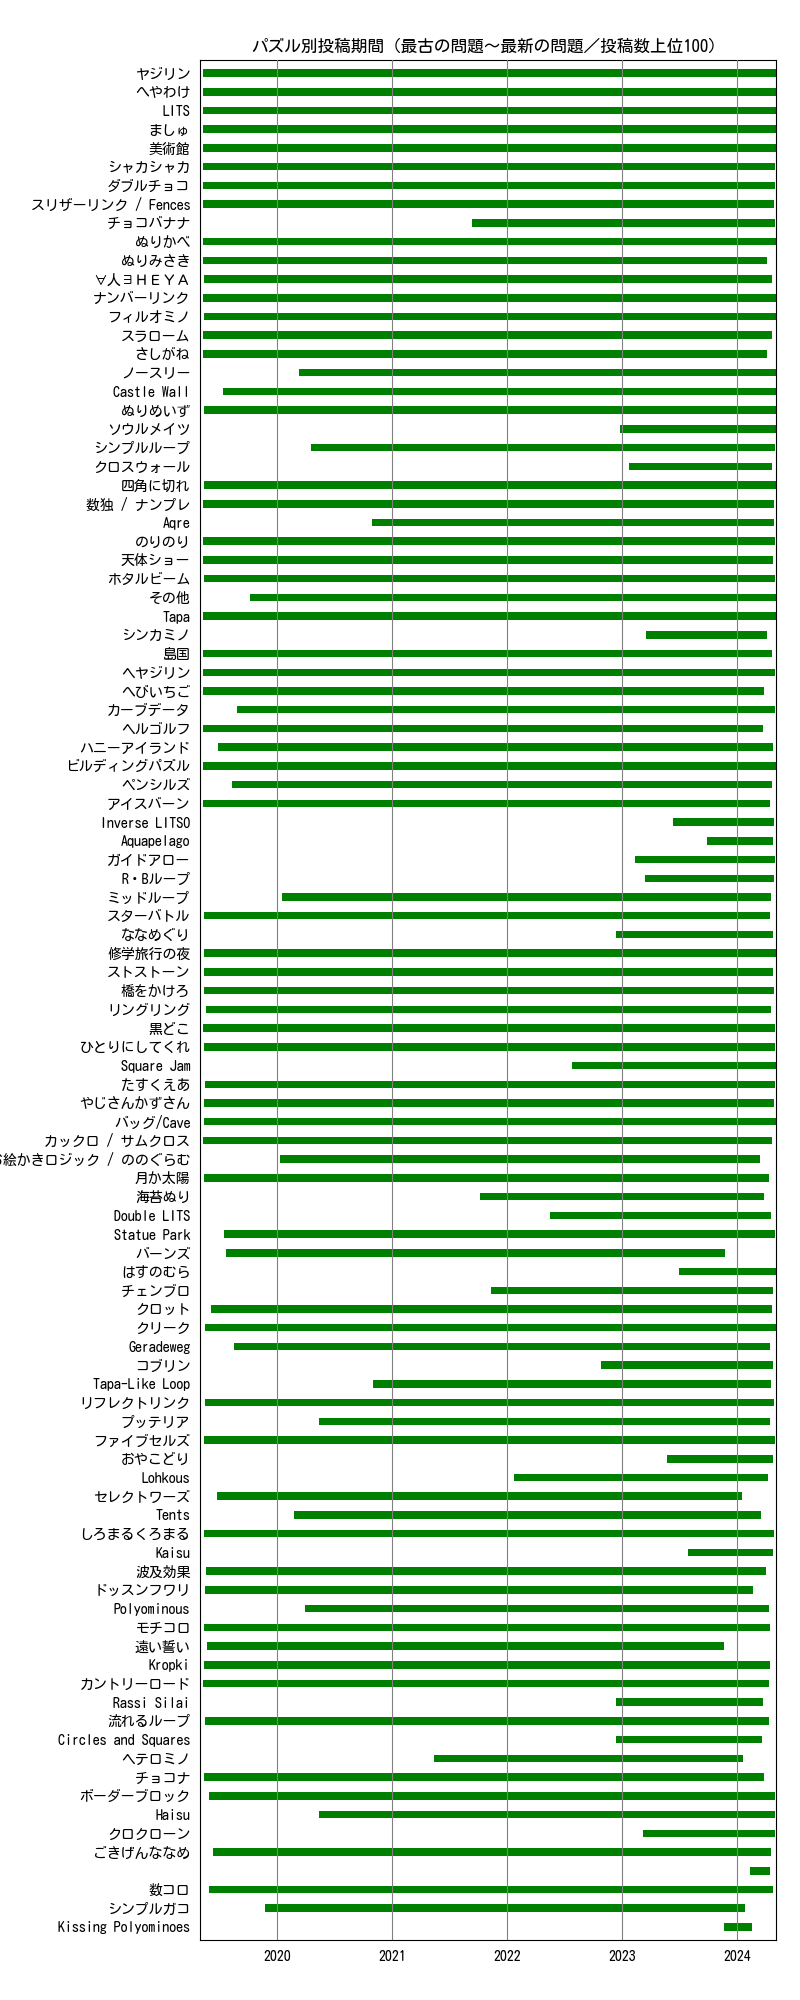 パズル別投稿期間（最古の問題～最新の問題／投稿数上位100）
ヤジリン
へやわけ
LITS
ましゅ
美術館
シャカシャカ
ダブルチョコ
スリザーリンク / Fences
チョコバナナ
ぬりかべ
ぬりみさき
∀人ヨＨＥＹＡ
ナンバーリンク
フィルオミノ
スラローム
さしがね
ノースリー
Castle Wall
ぬりめいず
ソウルメイツ
シンプルループ
クロスウォール
四角に切れ
数独 / ナンプレ
Aqre
のりのり
天体ショー
ホタルビーム
その他
Tapa
シンカミノ
島国
ヘヤジリン
へびいちご
カーブデータ
ヘルゴルフ
ハニーアイランド
ビルディングパズル
ペンシルズ
アイスバーン
Inverse LITSO
Aquapelago
ガイドアロー
R・Bループ
ミッドループ
スターバトル
ななめぐり
修学旅行の夜
ストストーン
橋をかけろ
リングリング
黒どこ
ひとりにしてくれ
Square Jam
たすくえあ
やじさんかずさん
バッグ/Cave
カックロ / サムクロス
お絵かきロジック / ののぐらむ
月か太陽
海苔ぬり
Double LITS
Statue Park
バーンズ
はすのむら
チェンブロ
クロット
クリーク
Geradeweg
コブリン
Tapa-Like Loop
リフレクトリンク
プッテリア
ファイブセルズ
おやこどり
Lohkous
セレクトワーズ
Tents
しろまるくろまる
Kaisu
波及効果
ドッスンフワリ
Polyominous
モチコロ
遠い誓い
Kropki
カントリーロード
Rassi Silai
流れるループ
Circles and Squares
ヘテロミノ
チョコナ
ボーダーブロック
Haisu
クロクローン
ごきげんななめ
数コロ
シンプルガコ
Kissing Polyominoes
2020 2021 2022 2023 2024